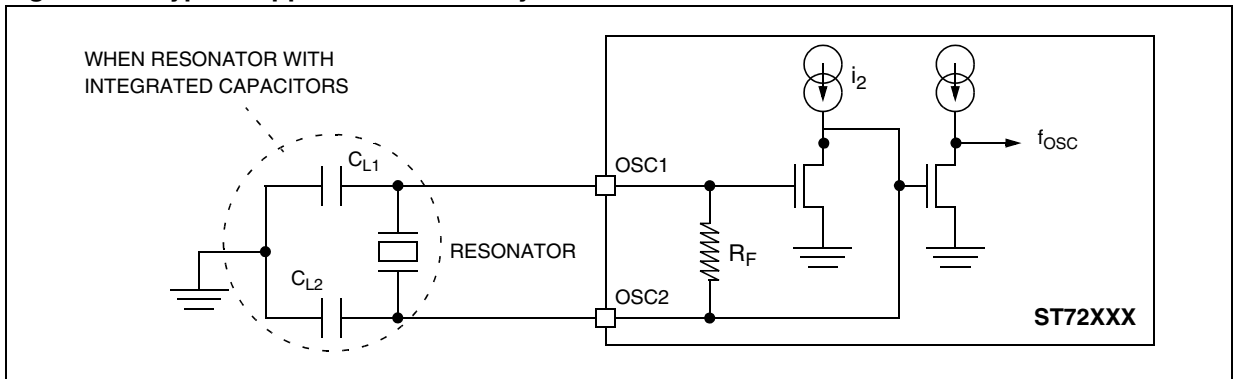 WHEN RESONATOR WITH
INTEGRATED CAPACITORS
CL1
CL2
RESONATOR
OSC1
OSC2
RF
i2
fOSC
ST72XXX